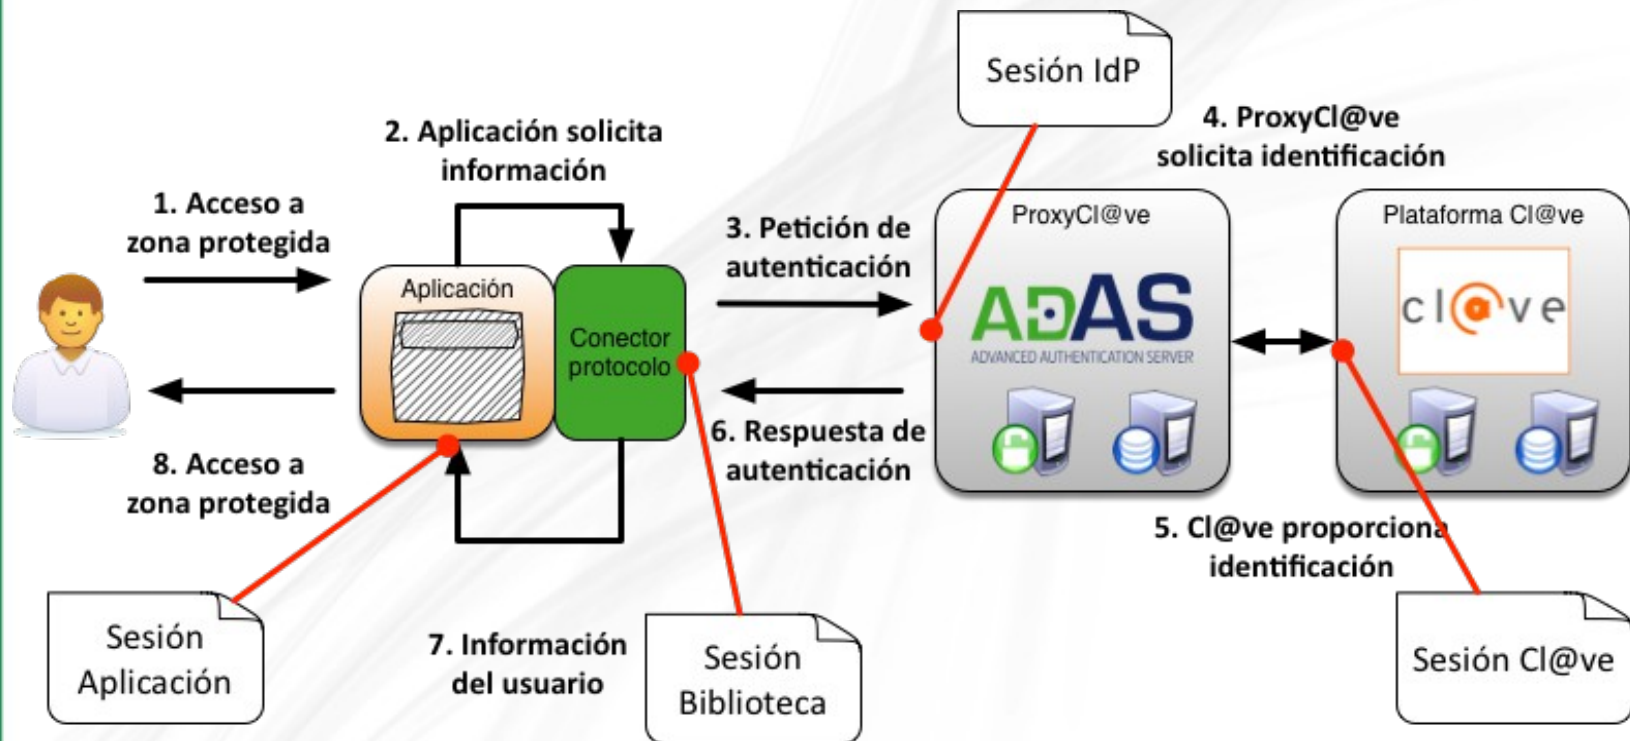 Sesión IdP
2. Aplicación solicita
información
4. ProxyCl@ve
solicita identificación
1. Acceso a
zona protegida
3. Petición de
autenticación
ProxyCl@ve
Plataforma Cl@ve
Aplicación
Conector
protocolo
ADAS
ADVANCED AUTHENTICATION SERVER
cl@ve
6. Respuesta de
autenticación
8. Acceso a
zona protegida
5. Cl@ve proporciona
identificación
7. Información
del usuario
Sesión
Aplicación
Sesión
Biblioteca
Sesión Cl@ve